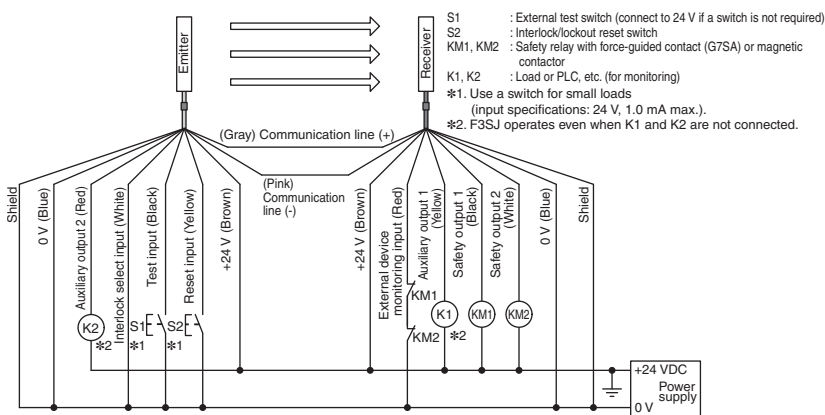 Emitter
Receiver
S1 : External test switch (connect to 24 V if a switch is not required)
S2 : Interlock/lockout reset switch
KM1, KM2 : Safety relay with force-guided contact (G7SA) or magnetic
contactor
K1, K2 : Load or PLC, etc. (for monitoring)
*1. Use a switch for small loads
(input specifications: 24 V, 1.0 mA max.).
*2. F3SJ operates even when K1 and K2 are not connected.
(Gray) Communication line (+)
(Pink)
Communication
line (-)
Shield
0 V (Blue)
Auxiliary output 2 (Red)
Interlock select input (White)
Test input (Black)
Reset input (Yellow)
+24 V (Brown)
+24 V (Brown)
External device
monitoring input (Red)
Auxiliary output 1
(Yellow)
Safety output 1
(Black)
Safety output 2
(White)
0 V (Blue)
Shield
K2
*2
*1
S1
S2
*1
KM1
KM2
K1
*2
KM1
KM2
+24 VDC
Power
supply
0 V